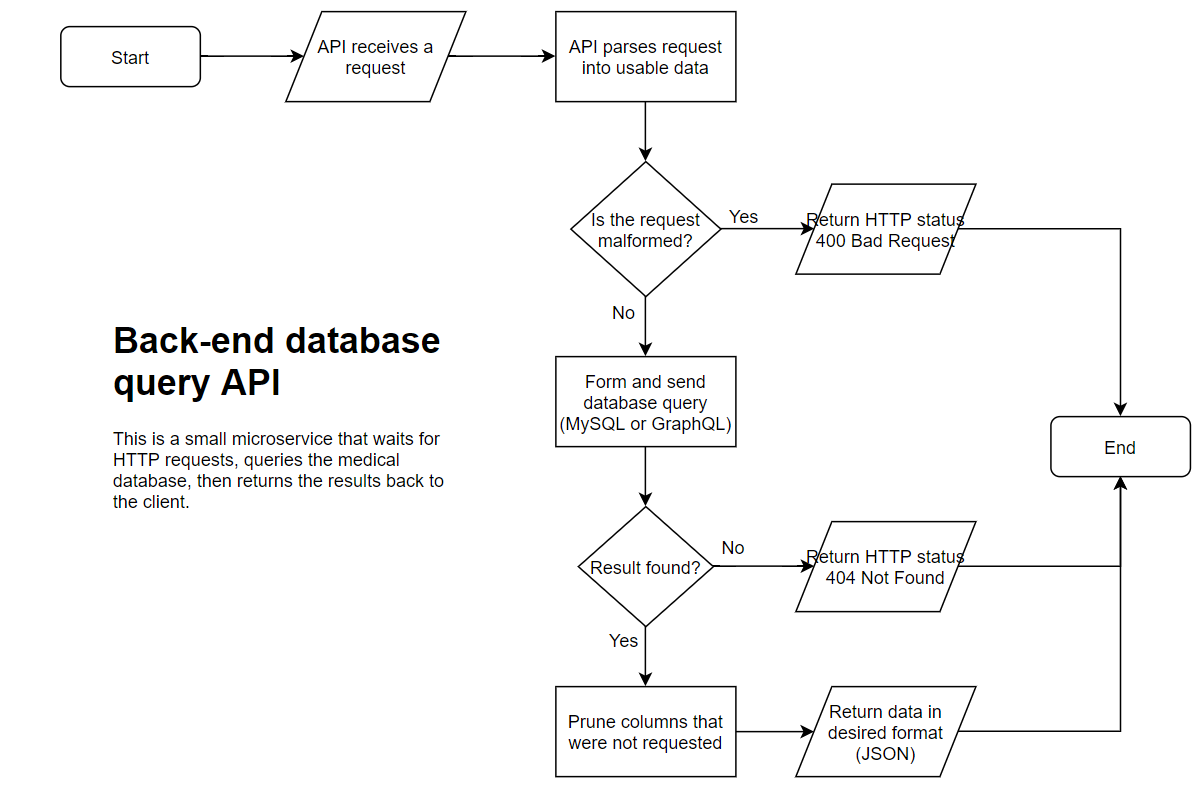 Start
API receives a
request
API parses request
into usable data
Is the request
malformed?
Yes
Return HTTP status
400 Bad Request
No
Back-end database
query API
This is a small microservice that waits for
HTTP requests, queries the medical
database, then returns the results back to
the client.
Form and send
database query
(MySQL or GraphQL)
End
Result found?
No
Return HTTP status
404 Not Found
Yes
Prune columns that
were not requested
Return data in
desired format
(JSON)